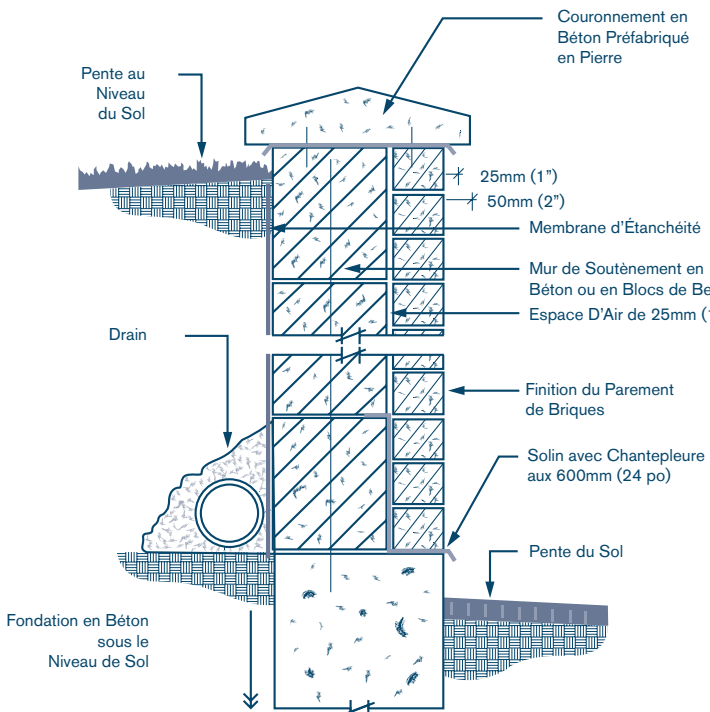 Couronnement en
Béton Préfabriqué
en Pierre
Pente au
Niveau
du Sol
25mm (1”)
50mm (2”)
Membrane d’Étanchéité
Mur de Soutènement en
Béton ou en Blocs de Be
Espace D’Air de 25mm (1
Drain
Finition du Parement
de Briques
Solin avec Chantepleure
aux 600mm (24 po)
Pente du Sol
Fondation en Béton
sous le
Niveau de Sol